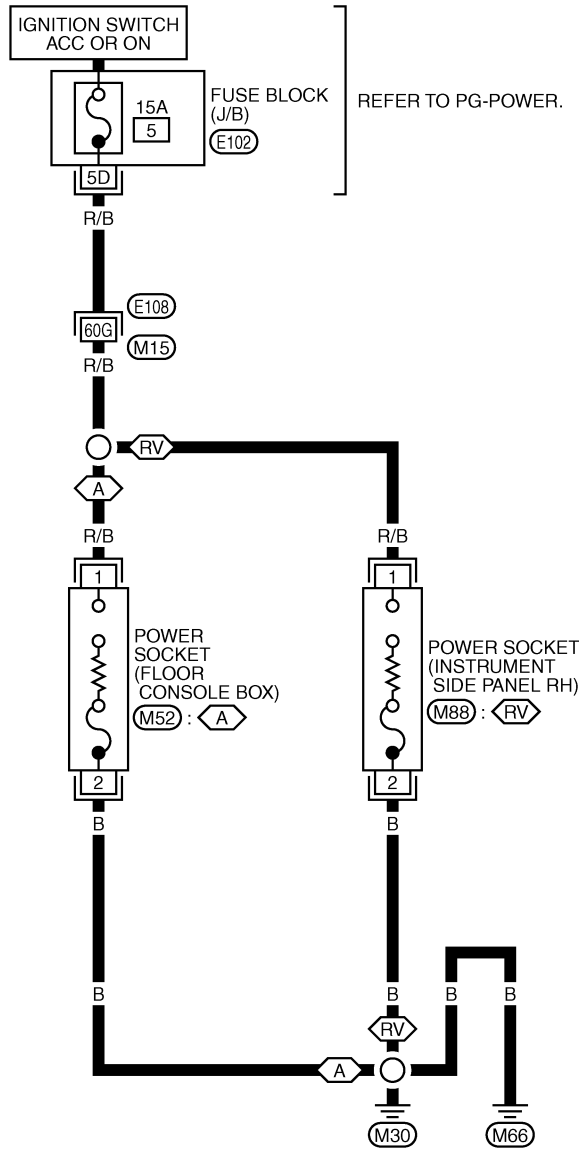 IGNITION SWITCH
ACC OR ON
15A
5
FUSE BLOCK
(J/B)
E102
REFER TO PG-POWER.
5D
R/B
E108
60G
M15
R/B
RV
A
R/B
R/B
1
1
POWER
SOCKET
(FLOOR
CONSOLE BOX)
M52 : A
POWER SOCKET
(INSTRUMENT
SIDE PANEL RH)
M88 : RV
2
2
B
B
B
B
B
B
RV
A
M30
M66